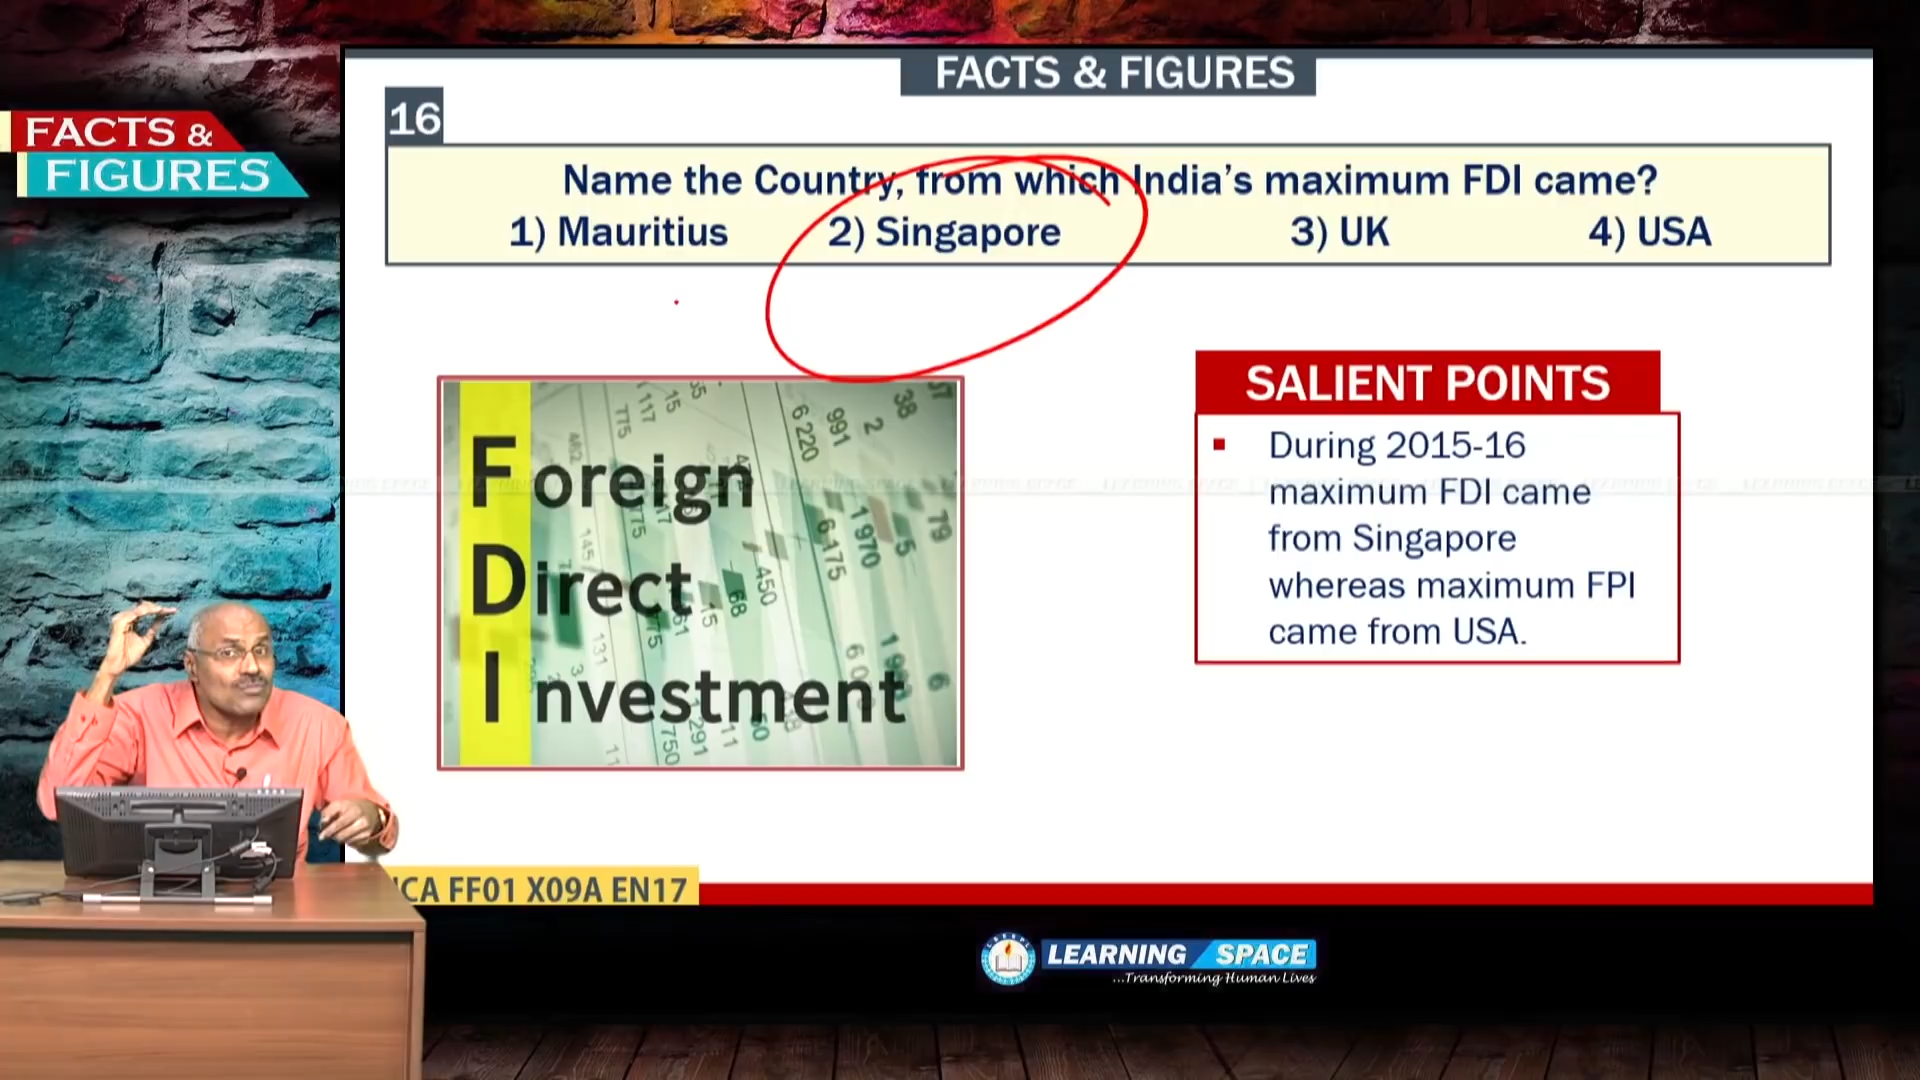 FACTS & FIGURES
FACTS &
FIGURES
16
Name the Country, from which India's maximum FDI came?
1) Mauritius 2) Singapore 3) UK 4) USA
Foreign
Direct
Investment
SALIENT POINTS
▪ During 2015-16
maximum FDI came
from Singapore
whereas maximum FPI
came from USA.
CA FF01 X09A EN17
LEARNING SPACE
...Transforming Human Lives